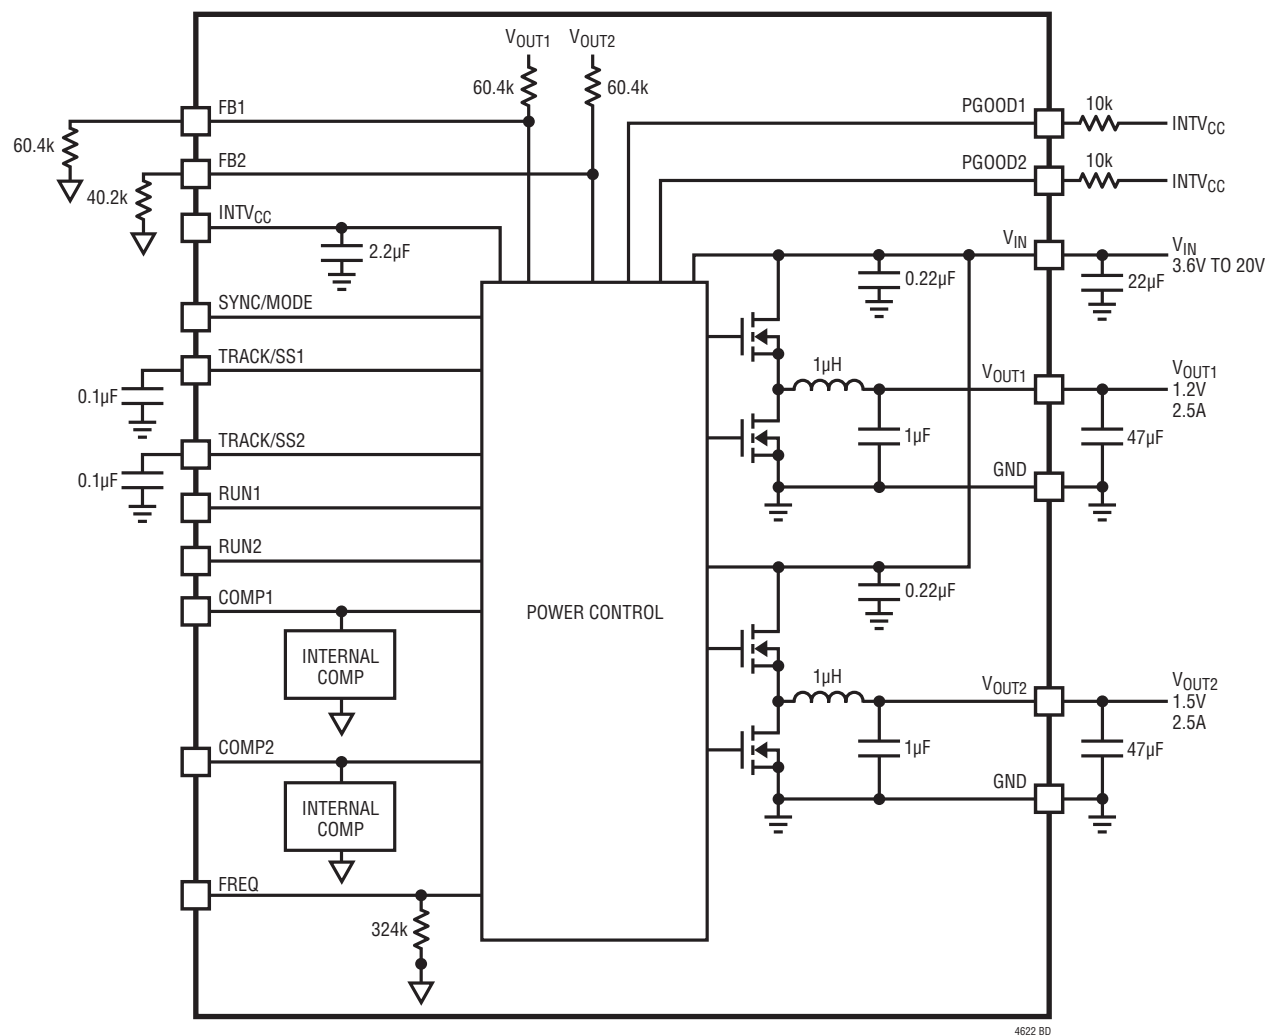 VOUT1 VOUT2
60.4k 60.4k
FB1
60.4k
FB2
40.2k
INTVCC
2.2µF
SYNC/MODE
TRACK/SS1
0.1µF
TRACK/SS2
0.1µF
RUN1
RUN2
COMP1
INTERNAL
COMP
COMP2
INTERNAL
COMP
FREQ
324k
POWER CONTROL
PGOOD1
10k
INTVCC
PGOOD2
10k
INTVCC
VIN
VIN
3.6V TO 20V
0.22µF
22µF
1µH
VOUT1
VOUT1
1.2V
2.5A
1µF
47µF
GND
0.22µF
1µH
VOUT2
VOUT2
1.5V
2.5A
1µF
47µF
GND
4622 BD